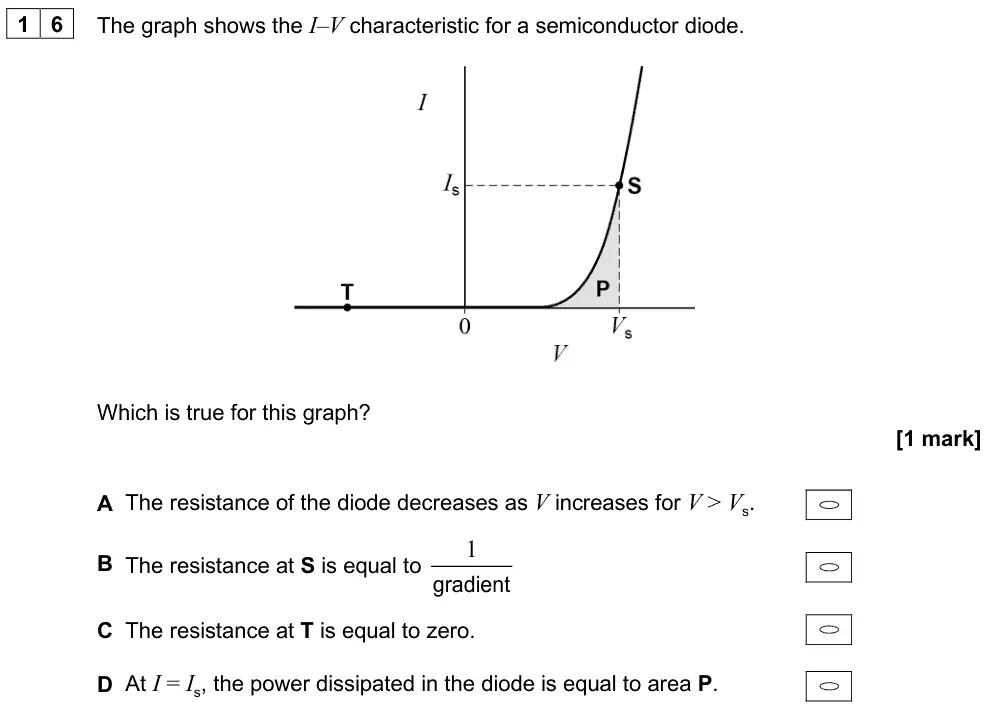 1 6 The graph shows the I–V characteristic for a semiconductor diode.
I
Is
S
T
P
0
Vs
V
Which is true for this graph?
[1 mark]
A The resistance of the diode decreases as V increases for V > Vs.
B The resistance at S is equal to 1/gradient
C The resistance at T is equal to zero.
D At I = Is, the power dissipated in the diode is equal to area P.